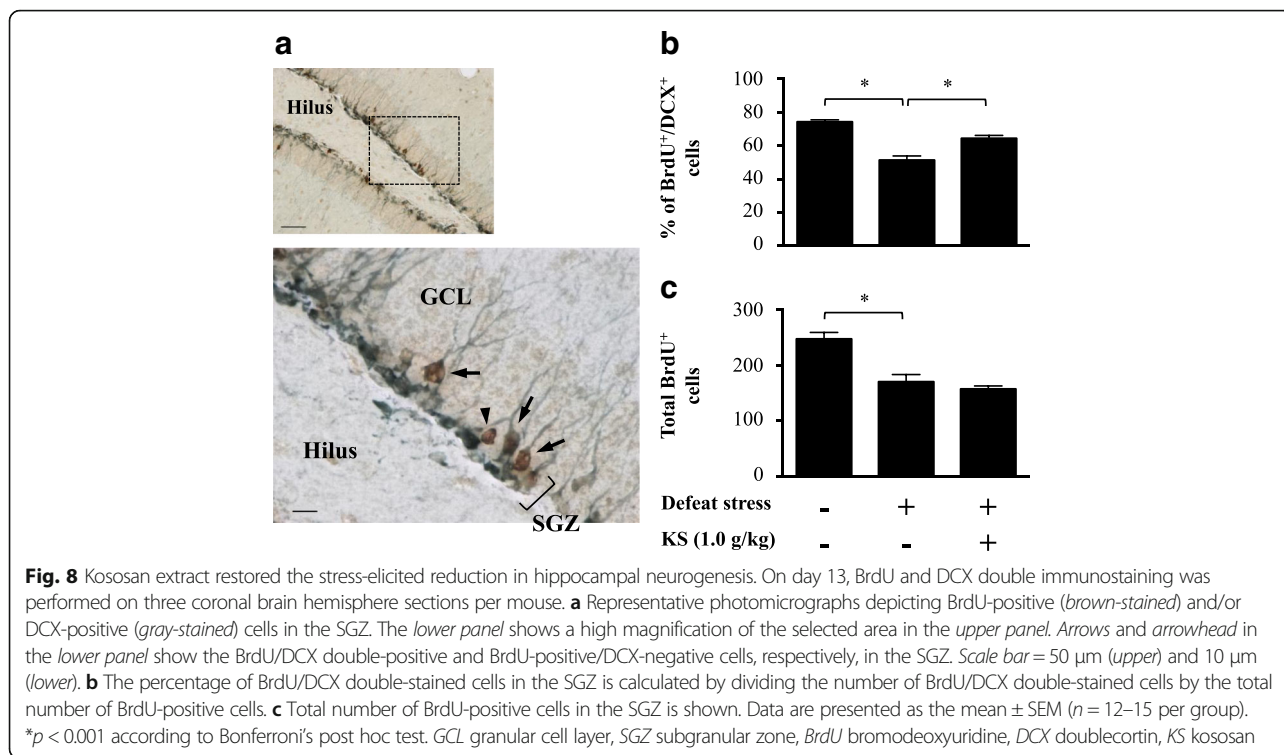 a
Hilus
GCL
Hilus
SGZ
b
% of BrdU⁺/DCX⁺
cells
100
80
60
40
20
0
*
*
c
Total BrdU⁺
cells
300
200
100
0
*
Defeat stress - + +
KS (1.0 g/kg) - - +
Fig. 8 Kososan extract restored the stress-elicited reduction in hippocampal neurogenesis. On day 13, BrdU and DCX double immunostaining was
performed on three coronal brain hemisphere sections per mouse. a Representative photomicrographs depicting BrdU-positive (brown-stained) and/or
DCX-positive (gray-stained) cells in the SGZ. The lower panel shows a high magnification of the selected area in the upper panel. Arrows and arrowhead in
the lower panel show the BrdU/DCX double-positive and BrdU-positive/DCX-negative cells, respectively, in the SGZ. Scale bar = 50 μm (upper) and 10 μm
(lower). b The percentage of BrdU/DCX double-stained cells in the SGZ is calculated by dividing the number of BrdU/DCX double-stained cells by the total
number of BrdU-positive cells. c Total number of BrdU-positive cells in the SGZ is shown. Data are presented as the mean ± SEM (n = 12–15 per group).
*p < 0.001 according to Bonferroni's post hoc test. GCL granular cell layer, SGZ subgranular zone, BrdU bromodeoxyuridine, DCX doublecortin, KS kososan